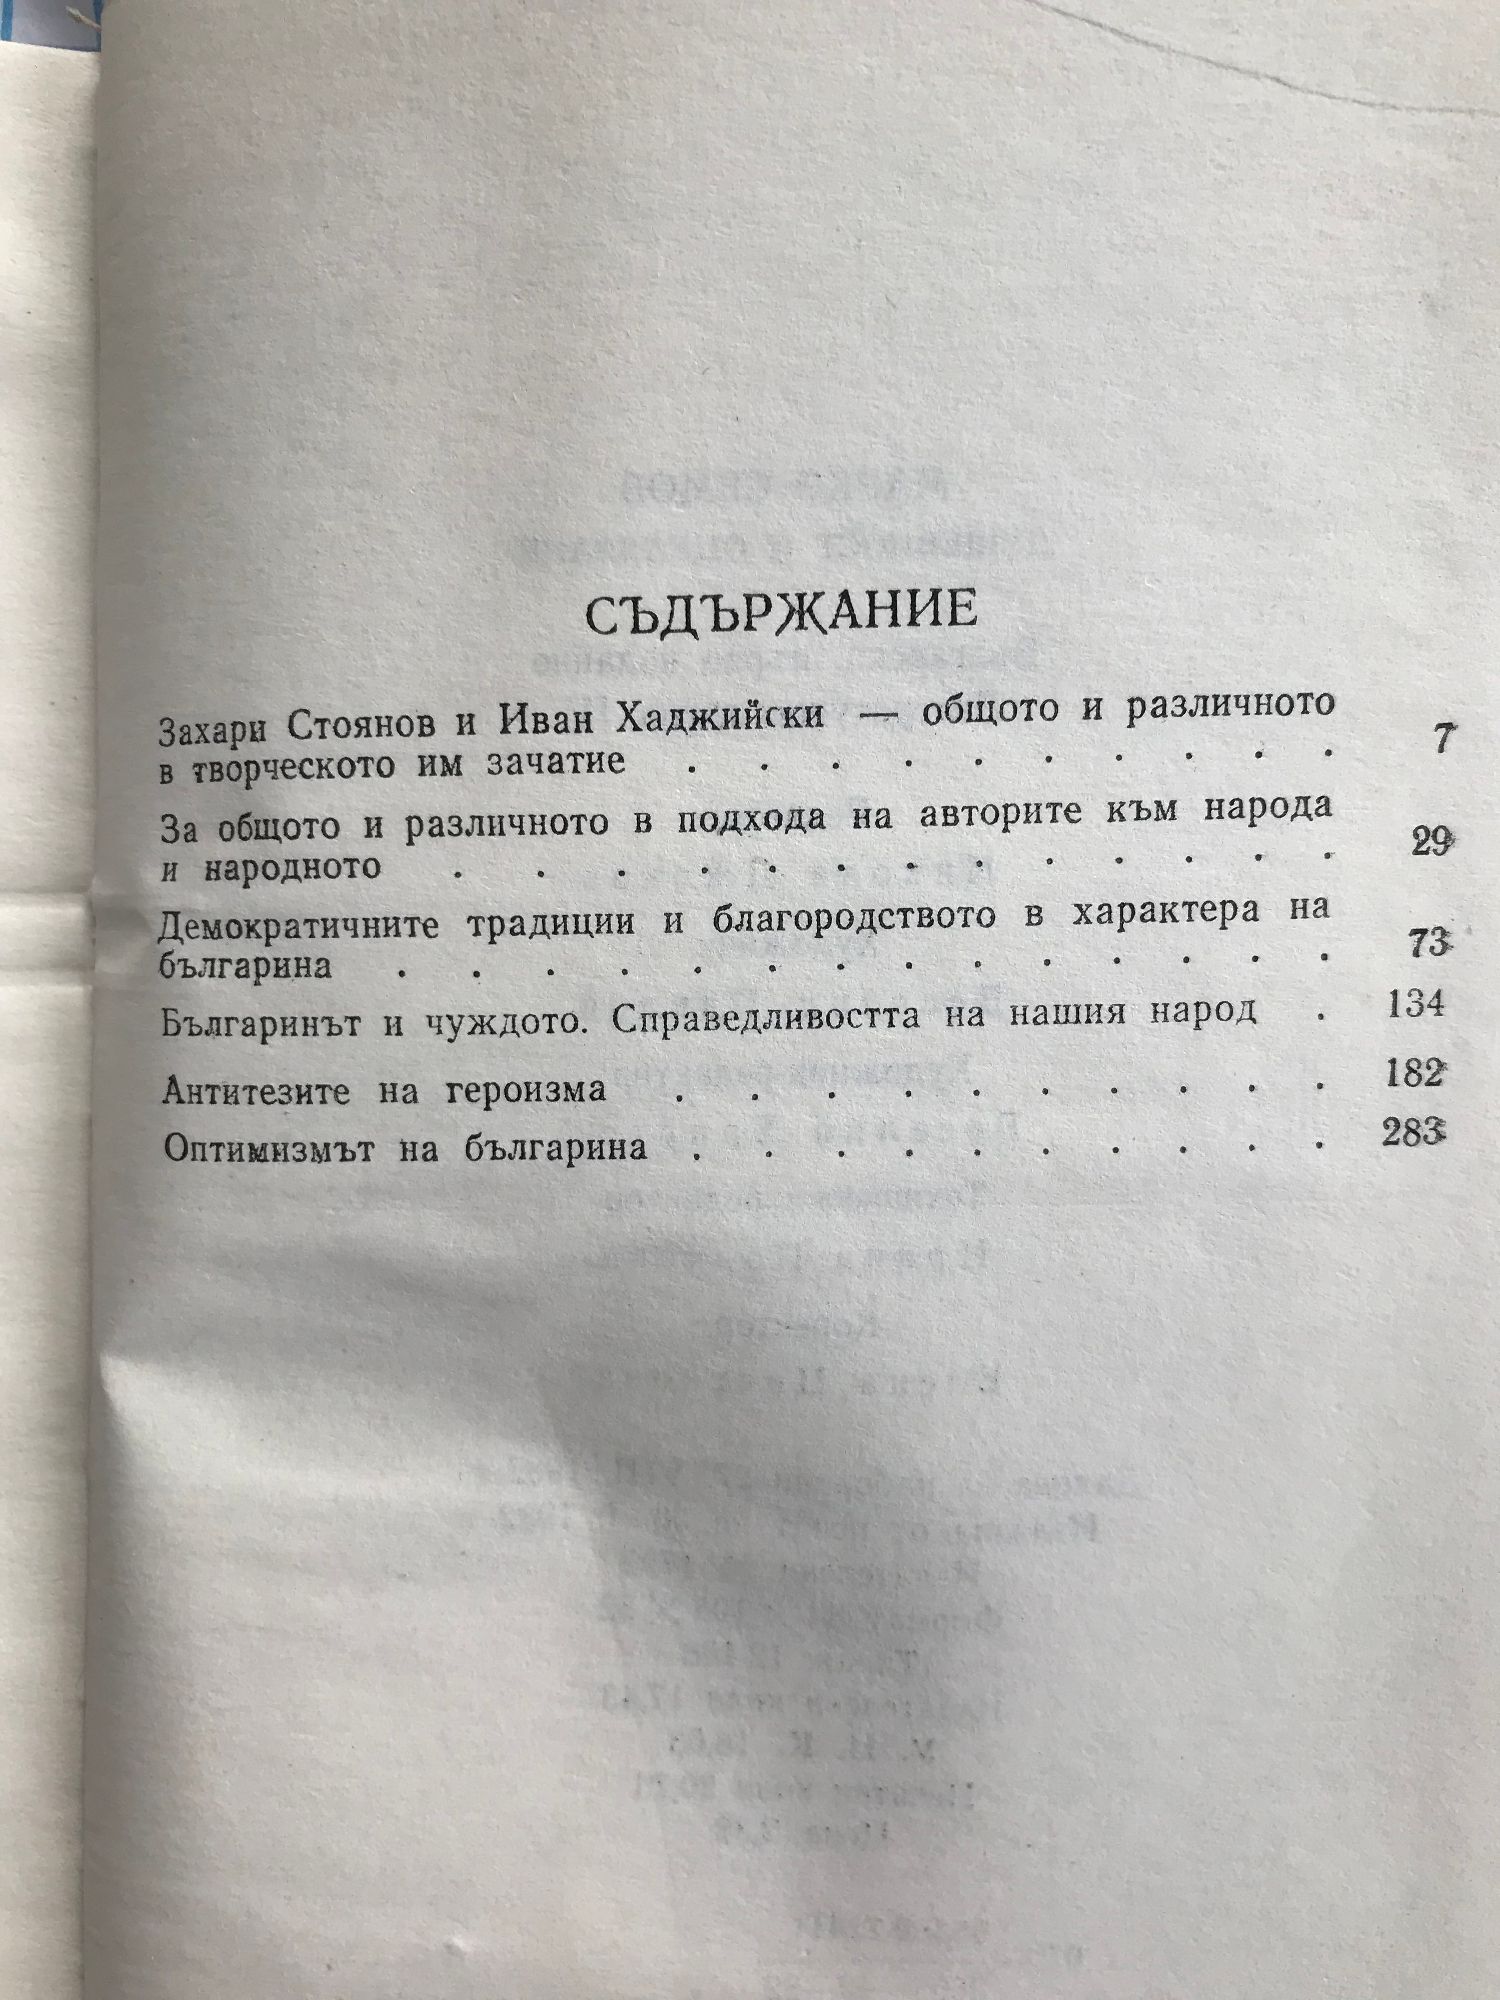 СЪДЪРЖАНИЕ
Захари Стоянов и Иван Хаджийски — общото и различното
в творческото им зачатие . . . . . . . . . . 7
За общото и различното в подхода на авторите към народа
и народното . . . . . . . . . . . . . 29
Демократичните традиции и благородството в характера на
българина . . . . . . . . . . . . . . 73
Българинът и чуждото. Справедливостта на нашия народ . 134
Антитезите на героизма . . . . . . . . . . 182
Оптимизмът на българина . . . . . . . . . . 283